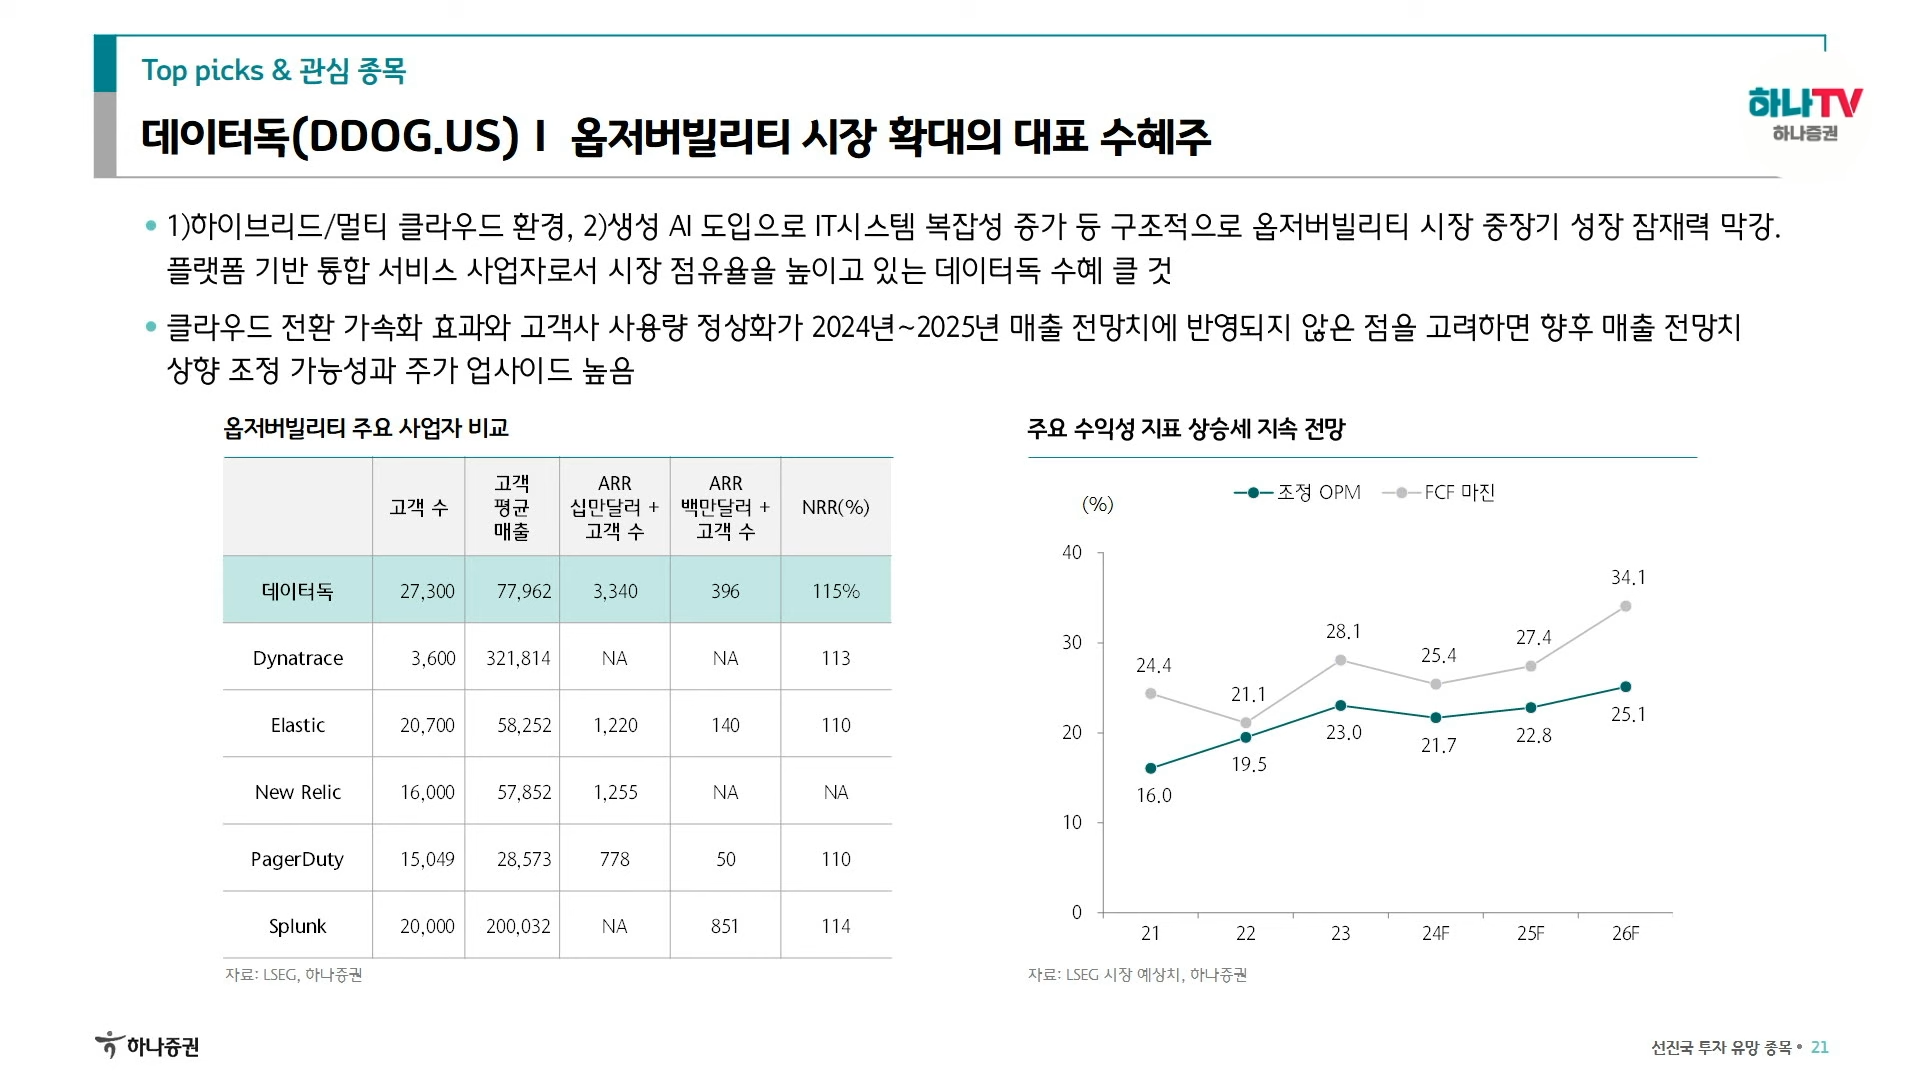 Top picks & 관심 종목
데이터독(DDOG.US) I 옵저버빌리티 시장 확대의 대표 수혜주
하나TV
하나증권
• 1)하이브리드/멀티 클라우드 환경, 2)생성 AI 도입으로 IT시스템 복잡성 증가 등 구조적으로 옵저버빌리티 시장 중장기 성장 잠재력 막강.
플랫폼 기반 통합 서비스 사업자로서 시장 점유율을 높이고 있는 데이터독 수혜 클 것
• 클라우드 전환 가속화 효과와 고객사 사용량 정상화가 2024년~2025년 매출 전망치에 반영되지 않은 점을 고려하면 향후 매출 전망치
상향 조정 가능성과 주가 업사이드 높음
옵저버빌리티 주요 사업자 비교
고객 수
고객
평균
매출
ARR
십만달러 +
고객 수
ARR
백만달러 +
고객 수
NRR(%)
데이터독 27,300 77,962 3,340 396 115%
Dynatrace 3,600 321,814 NA NA 113
Elastic 20,700 58,252 1,220 140 110
New Relic 16,000 57,852 1,255 NA NA
PagerDuty 15,049 28,573 778 50 110
Splunk 20,000 200,032 NA 851 114
자료: LSEG, 하나증권
주요 수익성 지표 상승세 지속 전망
조정 OPM FCF 마진
(%)
40
30
20
10
0
24.4 21.1 28.1 25.4 27.4 34.1
16.0 19.5 23.0 21.7 22.8 25.1
21 22 23 24F 25F 26F
자료: LSEG 시장 예상치, 하나증권
하나증권
선진국 투자 유망 종목 • 21